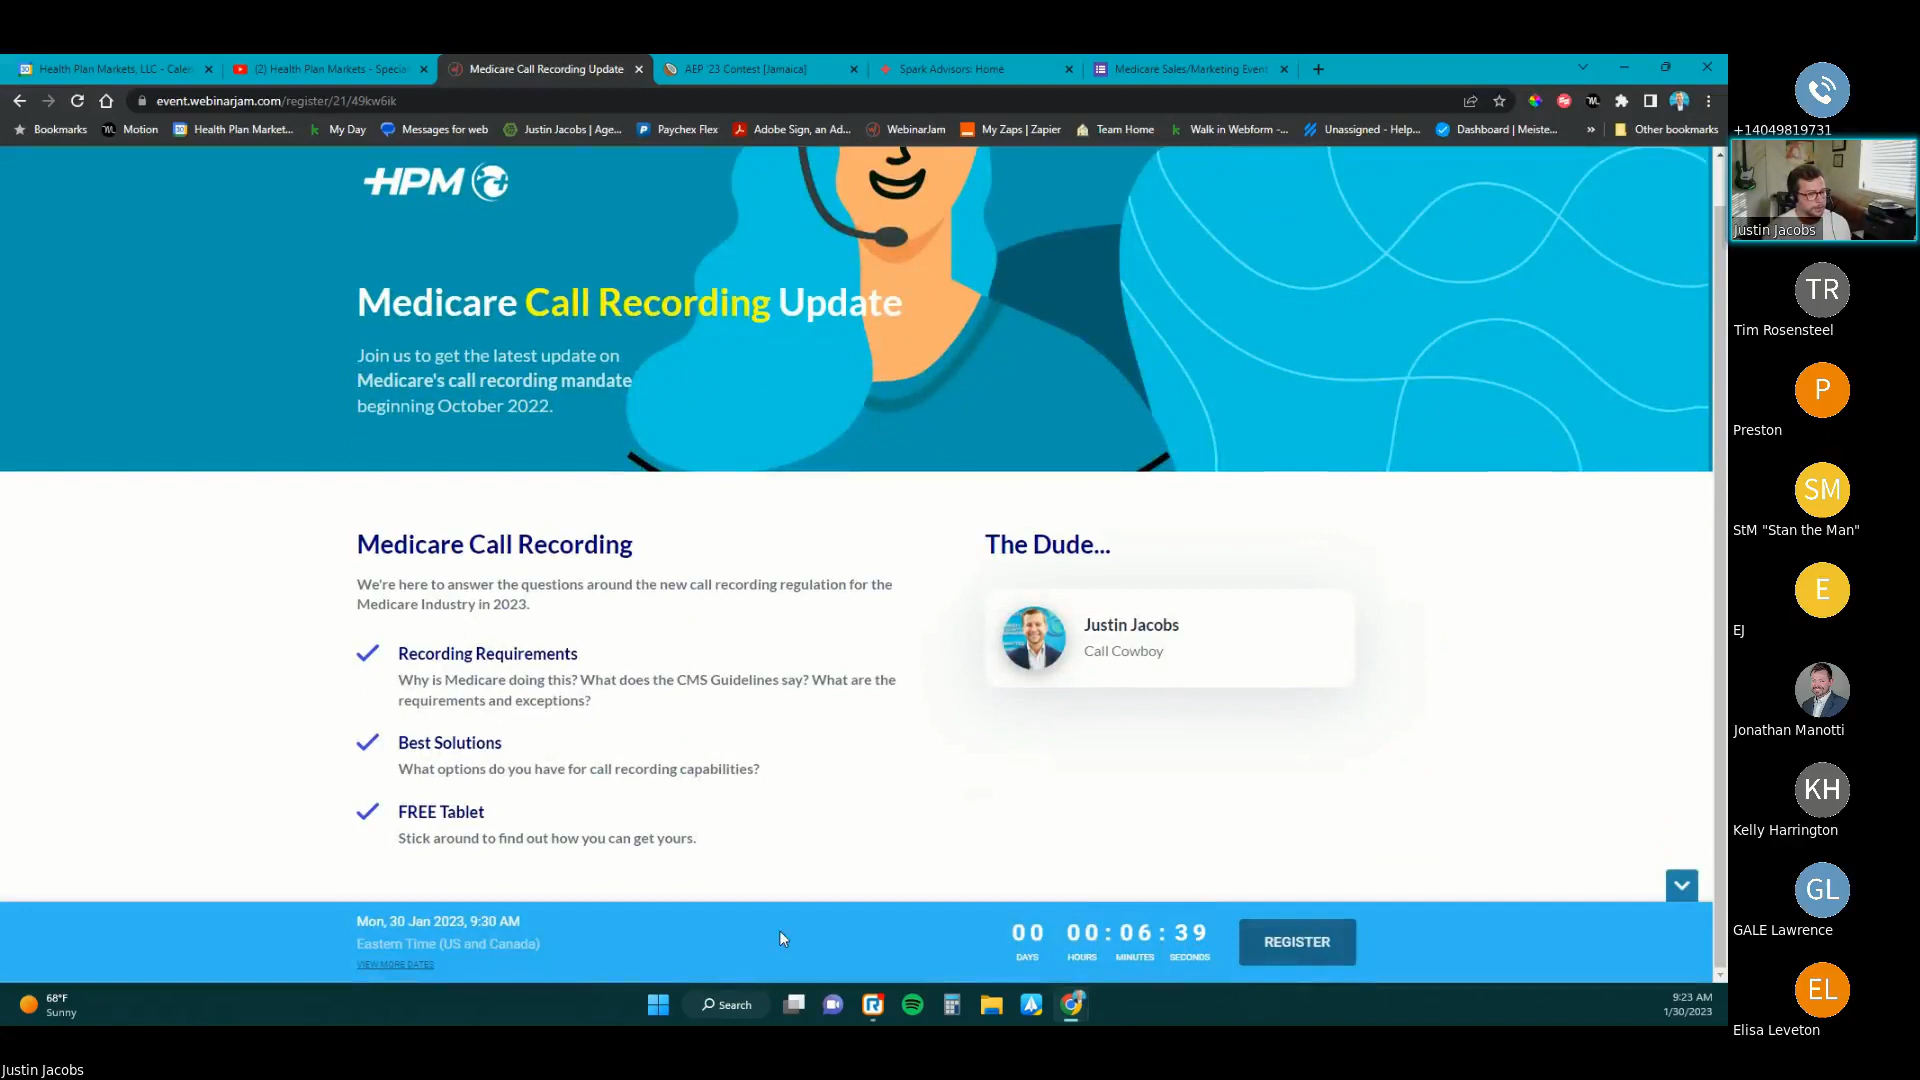 Health Plan Markets, LLC - Calen
(2) Health Plan Markets - Special
Medicare Call Recording Update
AEP '23 Contest [Jamaica]
Spark Advisors: Home
Medicare Sales/Marketing Event
event.webinarjam.com/register/21/49kw6ik
Bookmarks
Motion
Health Plan Market...
My Day
Messages for web
Justin Jacobs | Age...
Paychex Flex
Adobe Sign, an Ad...
WebinarJam
My Zaps | Zapier
Team Home
Walk in Webform -...
Unassigned - Help...
Dashboard | Meiste...
»
Other bookmarks
HPM
Medicare Call Recording Update
Join us to get the latest update on
Medicare's call recording mandate
beginning October 2022.
Medicare Call Recording
We're here to answer the questions around the new call recording regulation for the
Medicare Industry in 2023.
Recording Requirements
Why is Medicare doing this? What does the CMS Guidelines say? What are the
requirements and exceptions?
Best Solutions
What options do you have for call recording capabilities?
FREE Tablet
Stick around to find out how you can get yours.
The Dude...
Justin Jacobs
Call Cowboy
Mon, 30 Jan 2023, 9:30 AM
Eastern Time (US and Canada)
VIEW MORE DATES
00 00:06:39
DAYS HOURS MINUTES SECONDS
REGISTER
68°F
Sunny
Search
9:23 AM
1/30/2023
Justin Jacobs
+14049819731
Justin Jacobs
TR
Tim Rosensteel
P
Preston
SM
StM "Stan the Man"
E
EJ
Jonathan Manotti
KH
Kelly Harrington
GL
GALE Lawrence
EL
Elisa Leveton